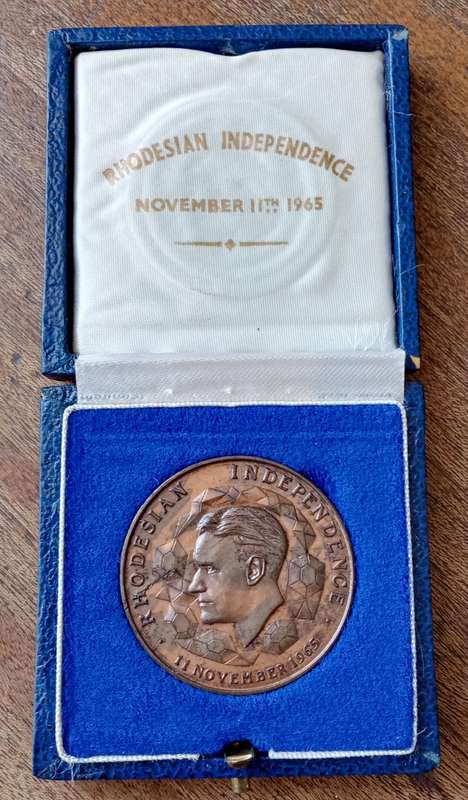 RHODESIAN INDEPENDENCE
NOVEMBER 11TH 1965
· RHODESIAN INDEPENDENCE ·
11 NOVEMBER 1965